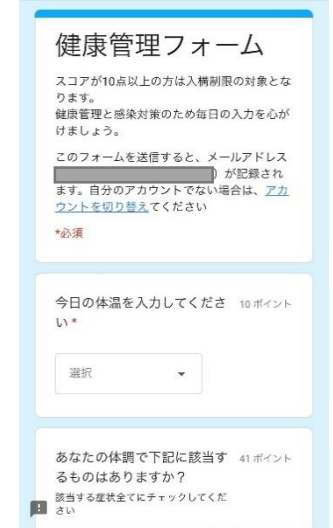 健康管理フォーム
スコアが10点以上の方は入構制限の対象とな
ります。
健康管理と感染対策のため毎日の入力を心が
けましょう。
このフォームを送信すると、メールアドレス
）が記録され
ます。自分のアカウントでない場合は、アカ
ウントを切り替えてください
*必須
今日の体温を入力してくださ 10 ポイント
い *
選択
あなたの体調で下記に該当す 41 ポイント
るものはありますか？
該当する症状全てにチェックしてくだ
さい